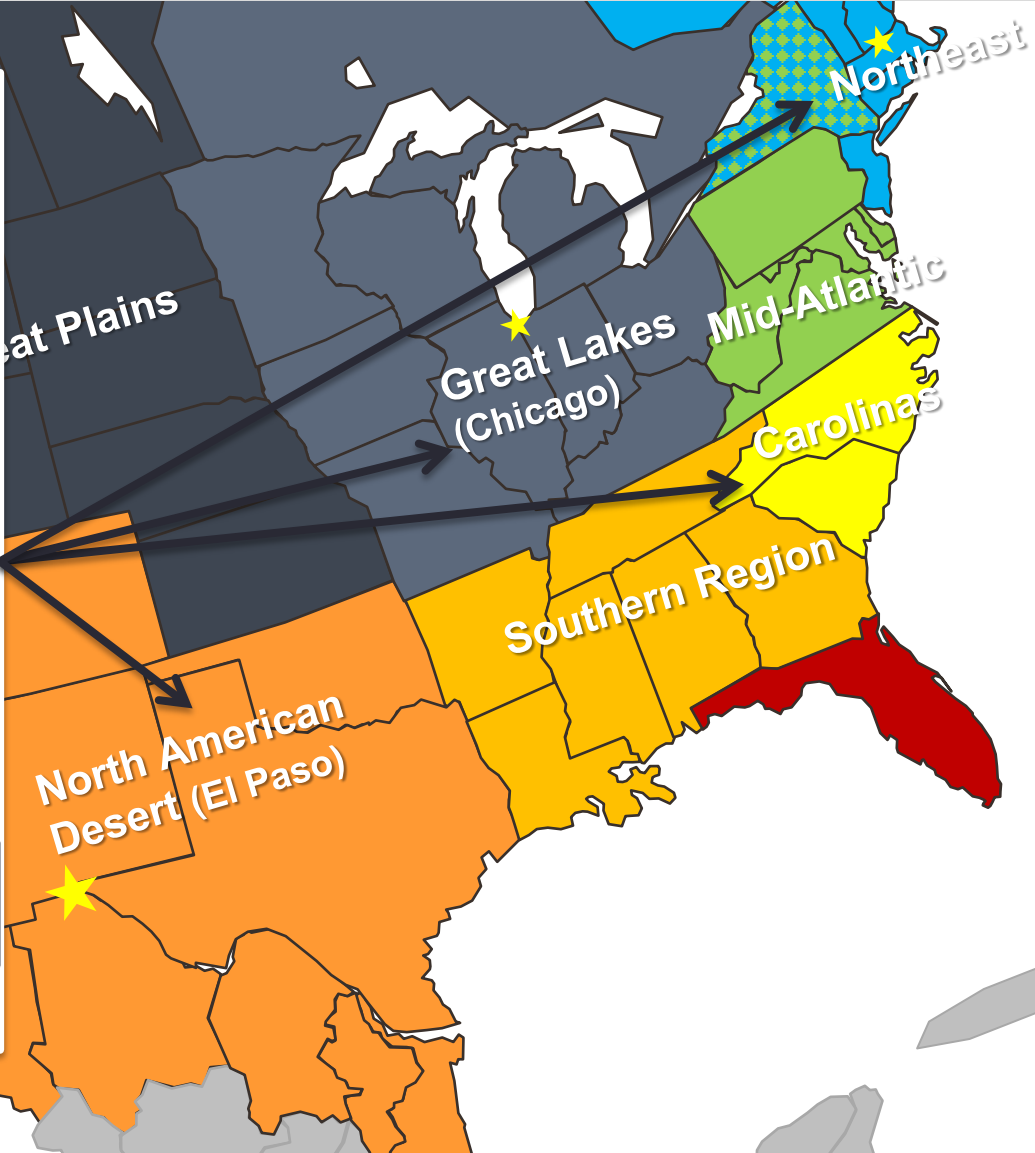 Northeast
eat Plains
Mid-Atlantic
Great Lakes
(Chicago)
Carolinas
Southern Region
North American
Desert (El Paso)